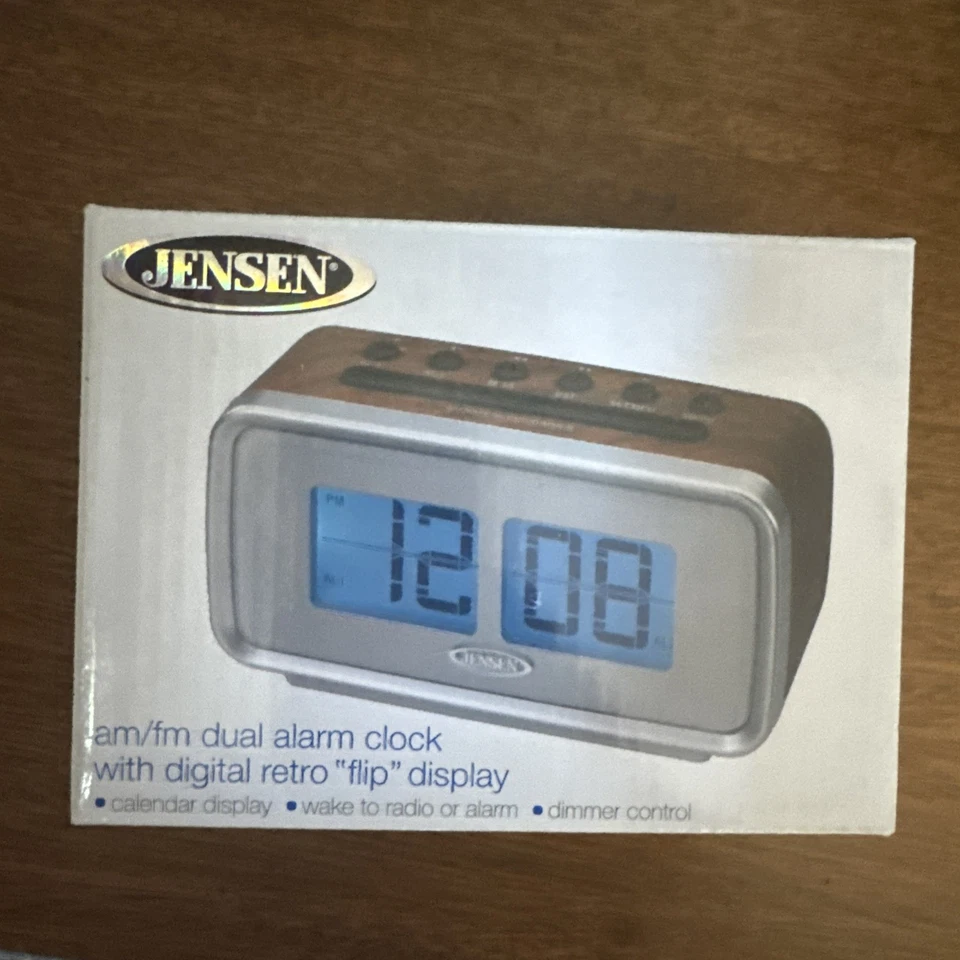 JENSEN®
PM
12 08
JENSEN
am/fm dual alarm clock
with digital retro "flip" display
• calendar display • wake to radio or alarm • dimmer control